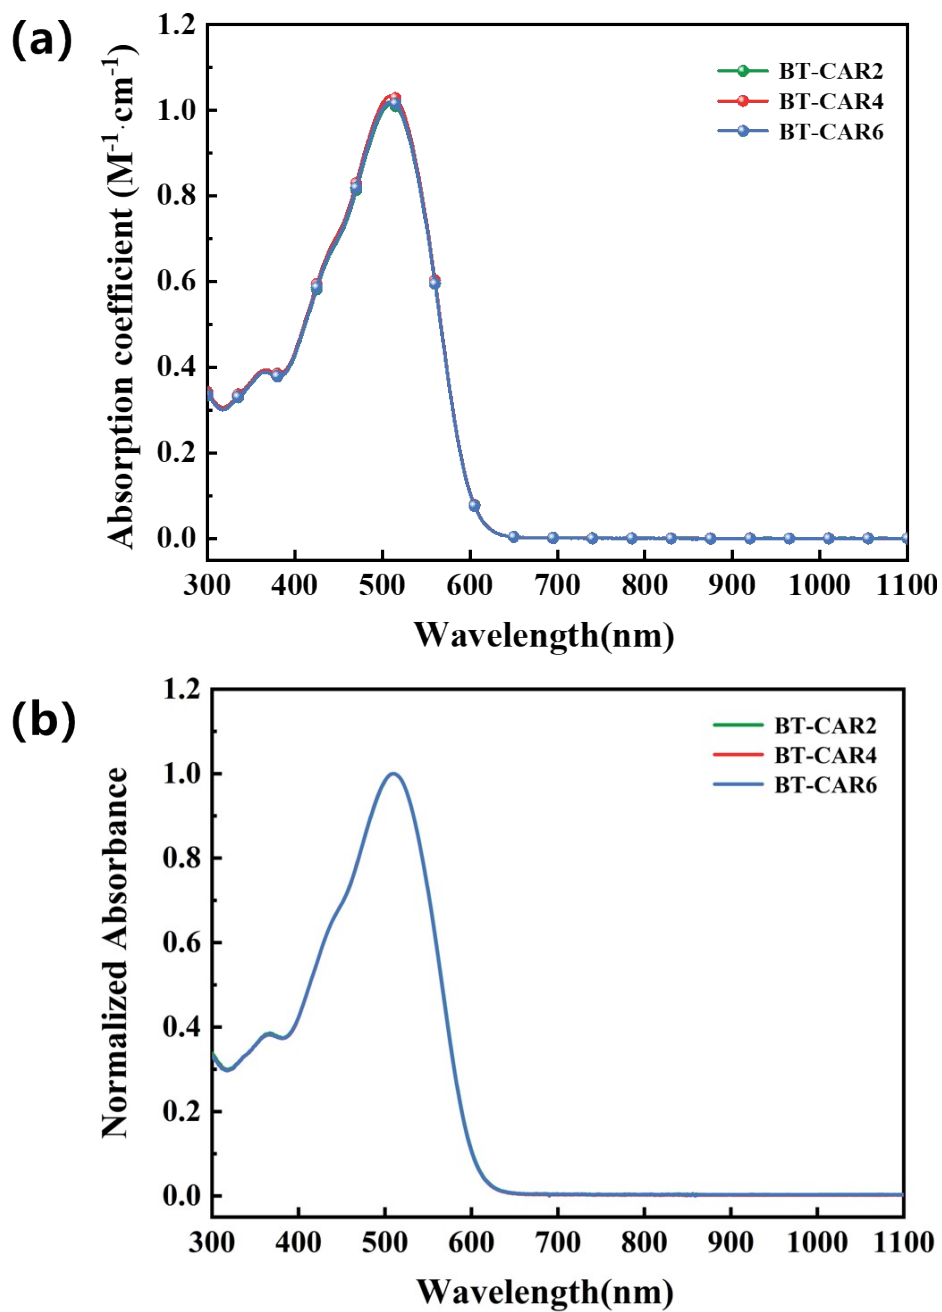 (a)
Absorption coefficient (M⁻¹·cm⁻¹)
1.2
1.0
0.8
0.6
0.4
0.2
0.0
BT-CAR2
BT-CAR4
BT-CAR6
300 400 500 600 700 800 900 1000 1100
Wavelength(nm)
(b)
Normalized Absorbance
1.2
1.0
0.8
0.6
0.4
0.2
0.0
BT-CAR2
BT-CAR4
BT-CAR6
300 400 500 600 700 800 900 1000 1100
Wavelength(nm)